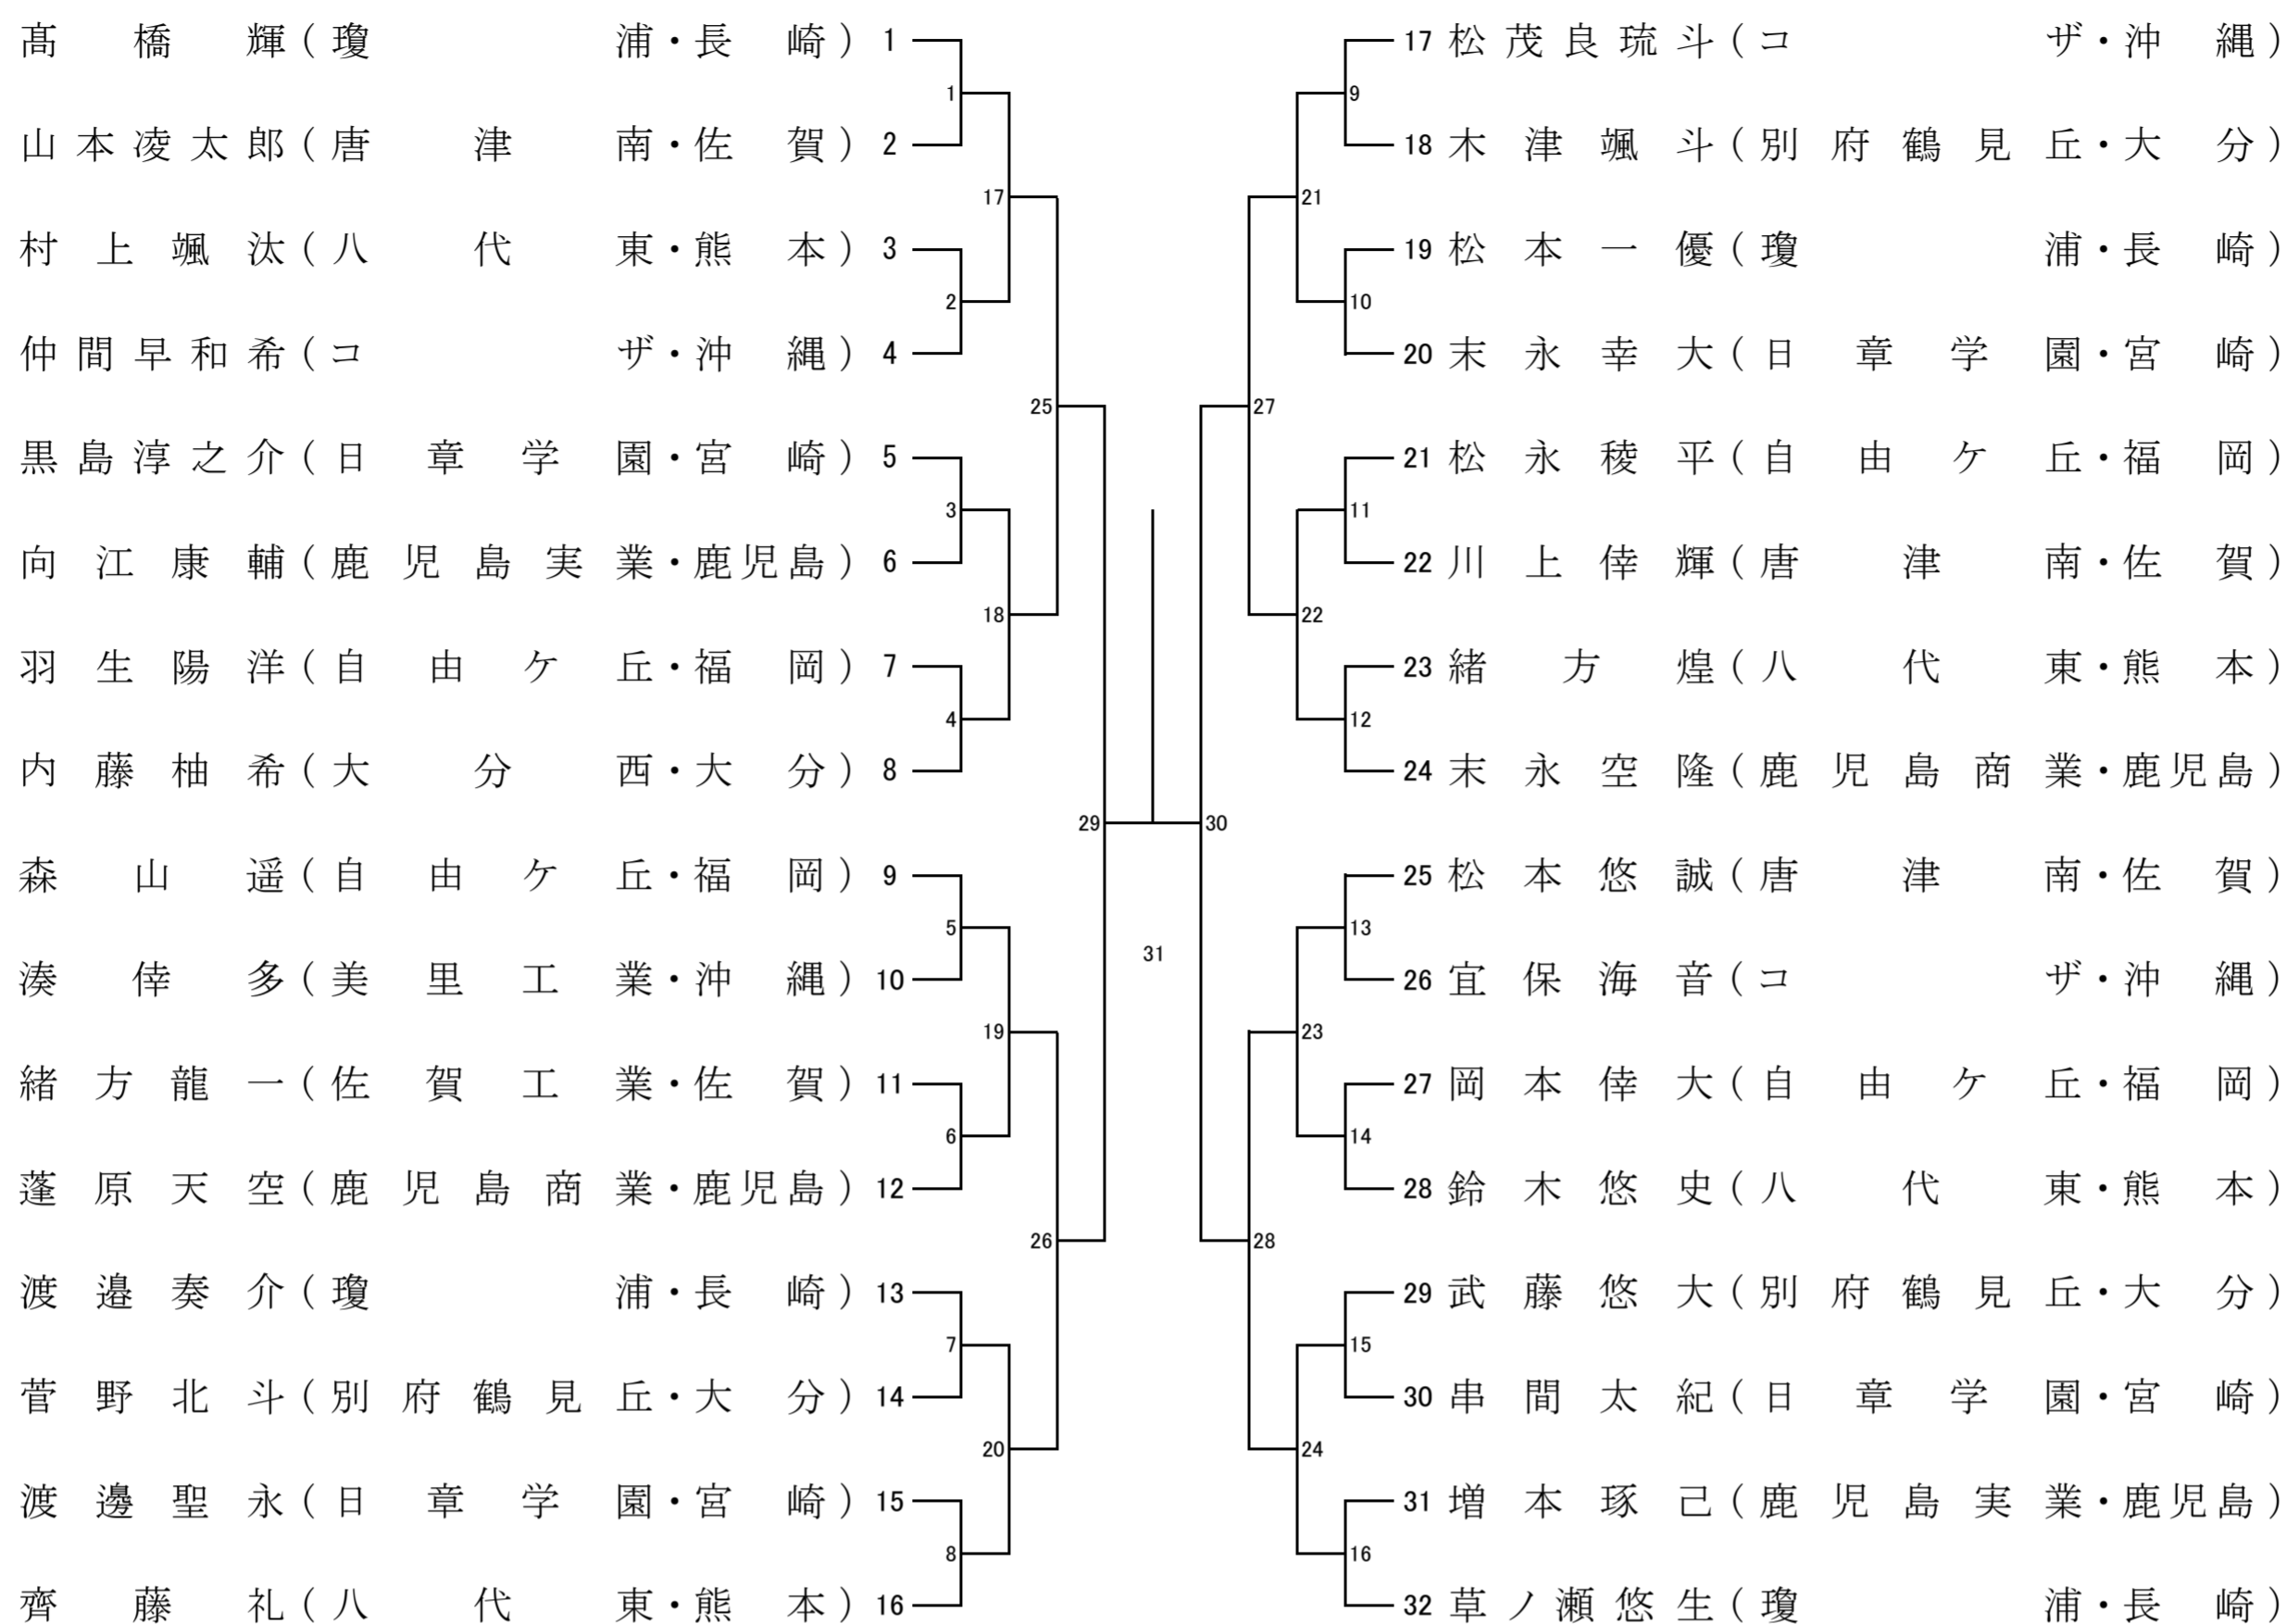 髙橋輝(瓊浦・長崎) 1
山本凌太郎(唐津南・佐賀) 2
村上颯汰(八代東・熊本) 3
仲間早和希(コザ・沖縄) 4
黒島淳之介(日章学園・宮崎) 5
向江康輔(鹿児島実業・鹿児島) 6
羽生陽洋(自由ケ丘・福岡) 7
内藤柚希(大分西・大分) 8
森山遥(自由ケ丘・福岡) 9
湊倖多(美里工業・沖縄) 10
緒方龍一(佐賀工業・佐賀) 11
蓬原天空(鹿児島商業・鹿児島) 12
渡邉奏介(瓊浦・長崎) 13
菅野北斗(別府鶴見丘・大分) 14
渡邊聖永(日章学園・宮崎) 15
齊藤礼(八代東・熊本) 16
1
2
3
4
5
6
7
8
17
18
19
20
25
26
29
31
30
27
28
21
22
23
24
9
10
11
12
13
14
15
16
17 松茂良琉斗(コザ・沖縄)
18 木津颯斗(別府鶴見丘・大分)
19 松本一優(瓊浦・長崎)
20 末永幸大(日章学園・宮崎)
21 松永稜平(自由ケ丘・福岡)
22 川上倖輝(唐津南・佐賀)
23 緒方煌(八代東・熊本)
24 末永空隆(鹿児島商業・鹿児島)
25 松本悠誠(唐津南・佐賀)
26 宜保海音(コザ・沖縄)
27 岡本倖大(自由ケ丘・福岡)
28 鈴木悠史(八代東・熊本)
29 武藤悠大(別府鶴見丘・大分)
30 串間太紀(日章学園・宮崎)
31 増本琢己(鹿児島実業・鹿児島)
32 草ノ瀬悠生(瓊浦・長崎)